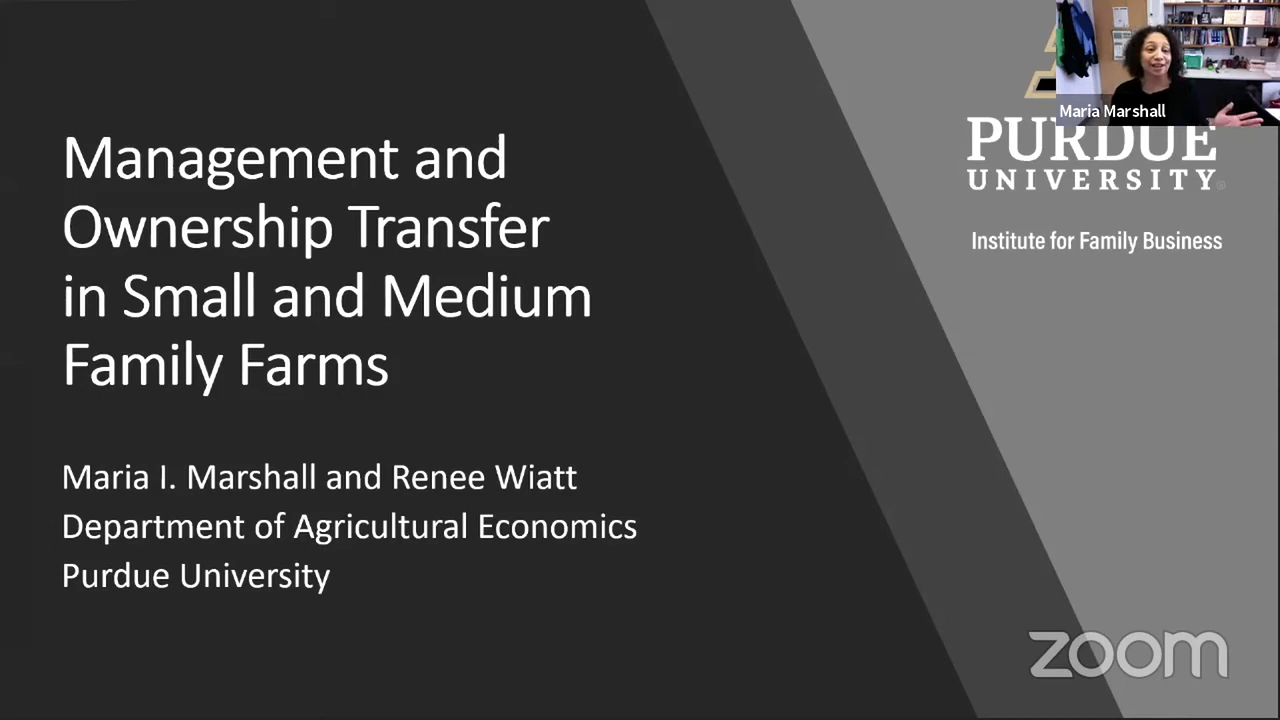 Management and
Ownership Transfer
in Small and Medium
Family Farms
Maria I. Marshall and Renee Wiatt
Department of Agricultural Economics
Purdue University
Maria Marshall
PURDUE
UNIVERSITY®
Institute for Family Business
zoom